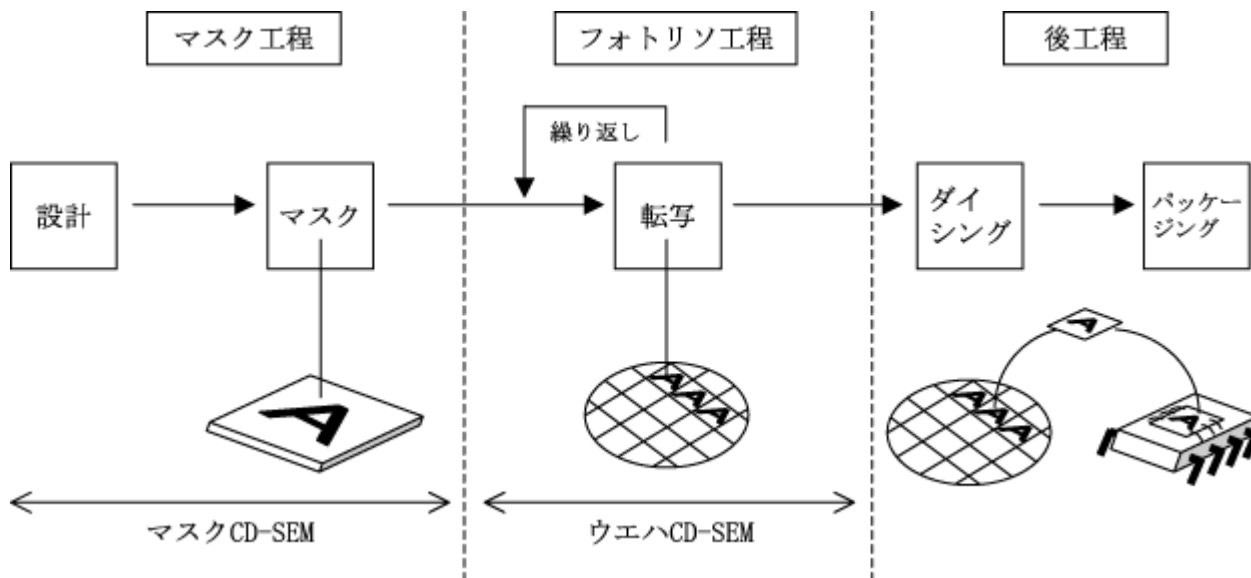 マスク工程
フォトリソ工程
後工程
繰り返し
設計
マスク
転写
ダイ
シング
パッケー
ジング
A
A
A
A
A
A
A
A
A
マスクCD-SEM
ウエハCD-SEM